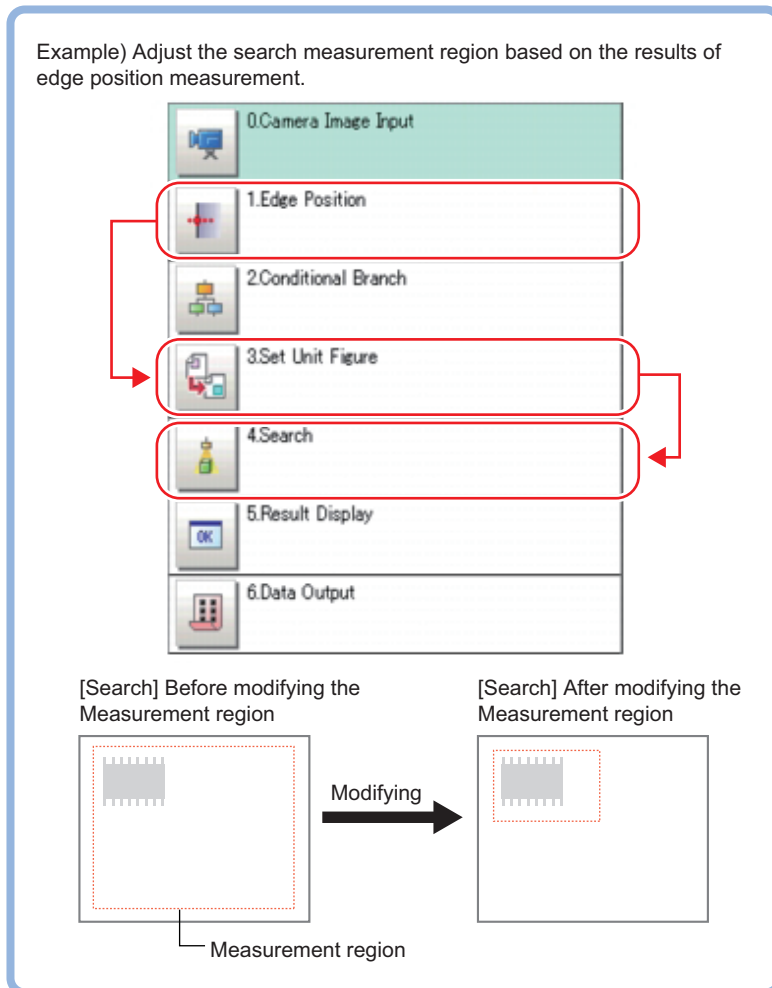 Example) Adjust the search measurement region based on the results of
edge position measurement.
0.Camera Image Input
1.Edge Position
2.Conditional Branch
3.Set Unit Figure
4.Search
5.Result Display
OK
6.Data Output
[Search] Before modifying the
Measurement region
[Search] After modifying the
Measurement region
Modifying
Measurement region